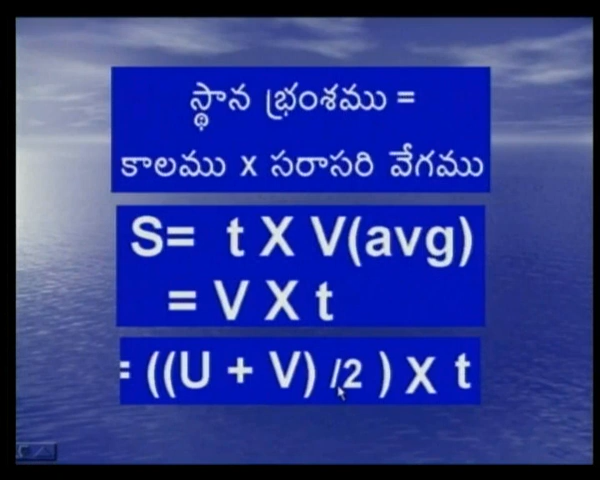 స్థాన భ్రంశము =
కాలము x సరాసరి వేగము
S= t X V(avg)
= V X t
= ((U + V) /2 ) X t